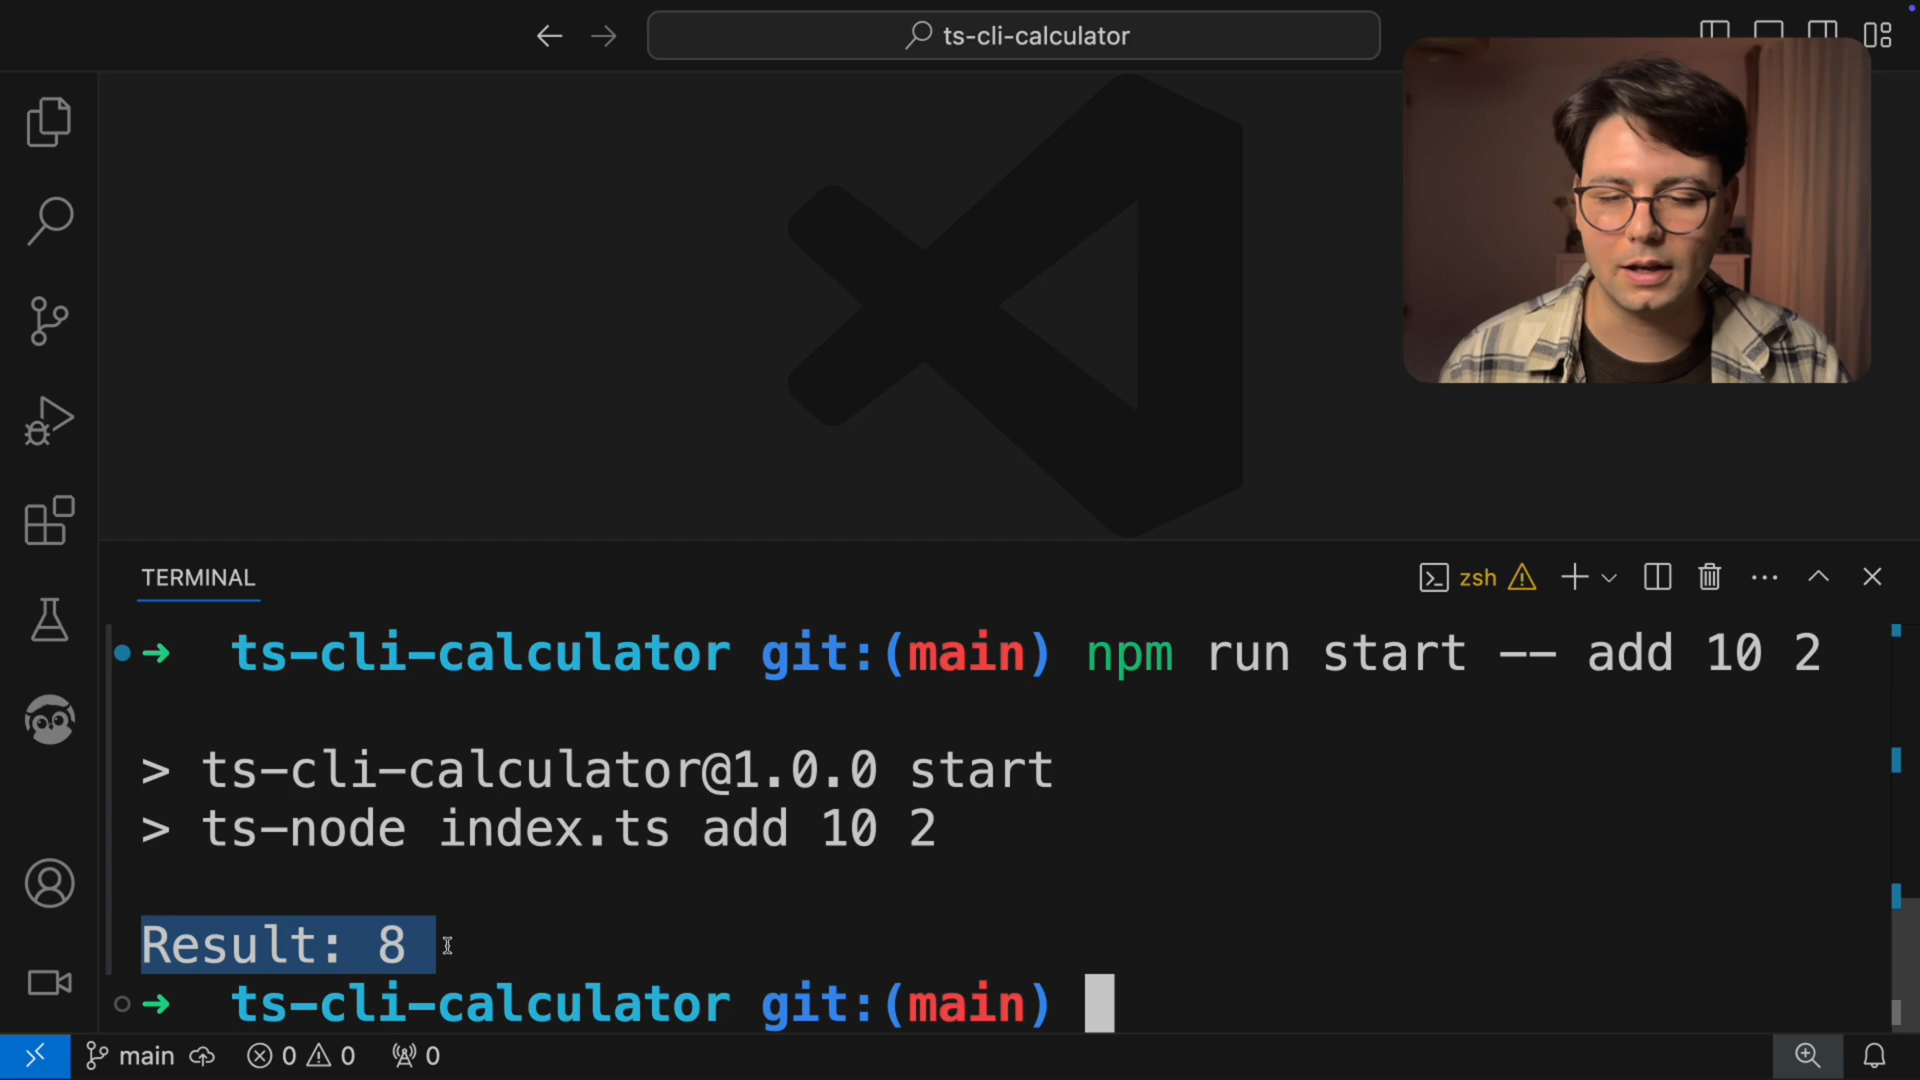 ts-cli-calculator
TERMINAL
zsh
➜ ts-cli-calculator git:(main) npm run start -- add 10 2
> ts-cli-calculator@1.0.0 start
> ts-node index.ts add 10 2
Result: 8
➜ ts-cli-calculator git:(main)
main 0 0 0